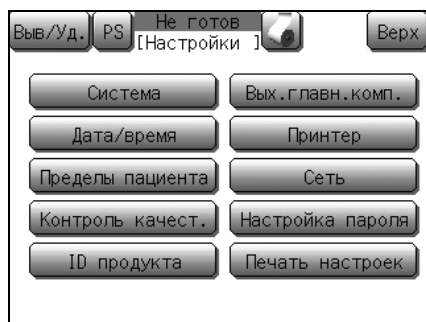 Выв/Уд. PS Не готов Верх
[Настройки ]
Система Вых.главн.комп.
Дата/время Принтер
Пределы пациента Сеть
Контроль качест. Настройка пароля
ID продукта Печать настроек